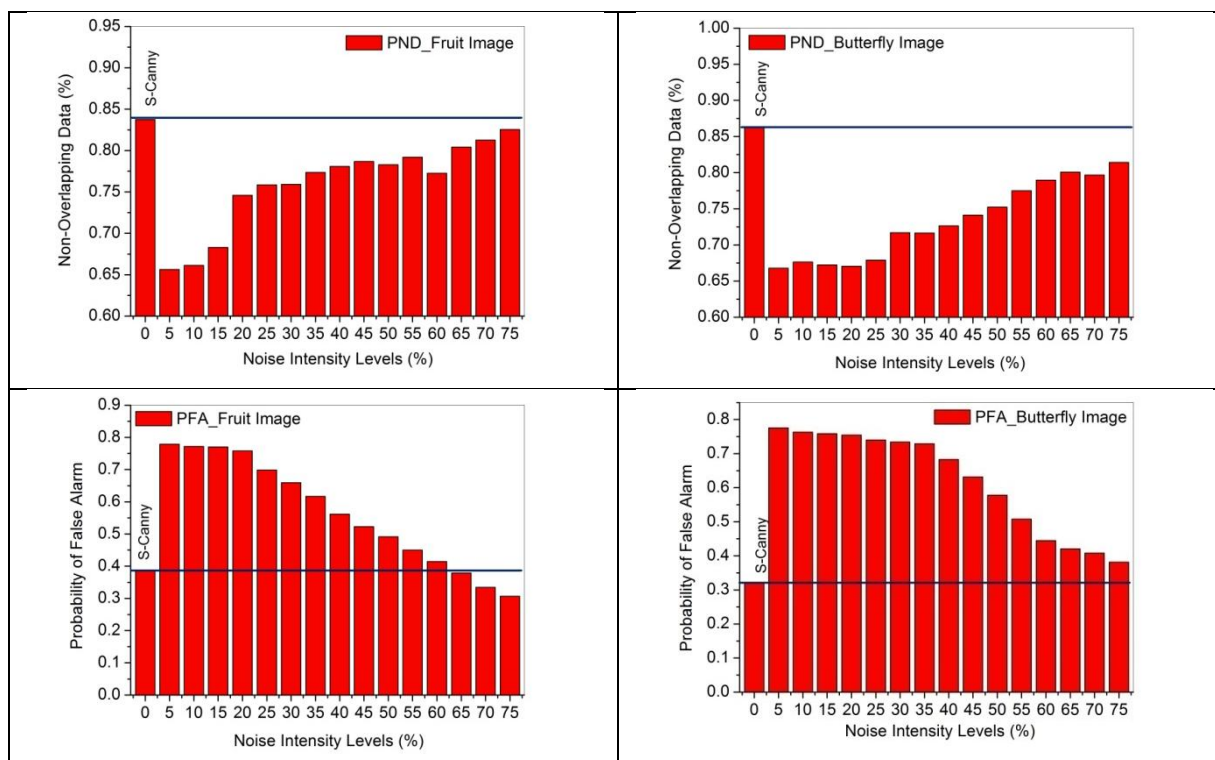 PND_Fruit Image
Non-Overlapping Data (%)
0.95
0.90
0.85
0.80
0.75
0.70
0.65
0.60
S-Canny
0 5 10 15 20 25 30 35 40 45 50 55 60 65 70 75
Noise Intensity Levels (%)
PND_Butterfly Image
Non-Overlapping Data (%)
1.00
0.95
0.90
0.85
0.80
0.75
0.70
0.65
0.60
S-Canny
0 5 10 15 20 25 30 35 40 45 50 55 60 65 70 75
Noise Intensity Levels (%)
PFA_Fruit Image
Probability of False Alarm
0.9
0.8
0.7
0.6
0.5
0.4
0.3
0.2
0.1
0.0
S-Canny
0 5 10 15 20 25 30 35 40 45 50 55 60 65 70 75
Noise Intensity Levels (%)
PFA_Butterfly Image
Probability of False Alarm
0.8
0.7
0.6
0.5
0.4
0.3
0.2
0.1
0.0
S-Canny
0 5 10 15 20 25 30 35 40 45 50 55 60 65 70 75
Noise Intensity Levels (%)